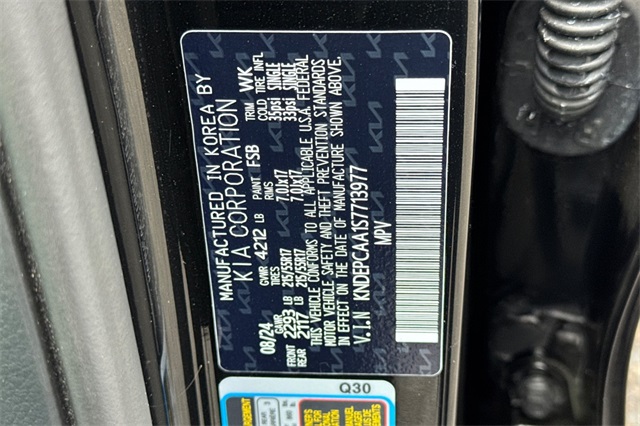 MANUFACTURED IN KOREA BY
KIA CORPORATION
08/24 GVWR 4212 LB PAINT FSB TRIM WK
GAWR TIRES RIMS COLD TIRE INFL
FRONT 2293 LB 215/55R17 7.0Jx17 35psi SINGLE
REAR 2117 LB 215/55R17 7.0Jx17 33psi SINGLE
THIS VEHICLE CONFORMS TO ALL APPLICABLE U.S.A. FEDERAL
MOTOR VEHICLE SAFETY AND THEFT PREVENTION STANDARDS
IN EFFECT ON THE DATE OF MANUFACTURE SHOWN ABOVE.
V.I.N KNDEPCAA1S7713977
MPV
Q30